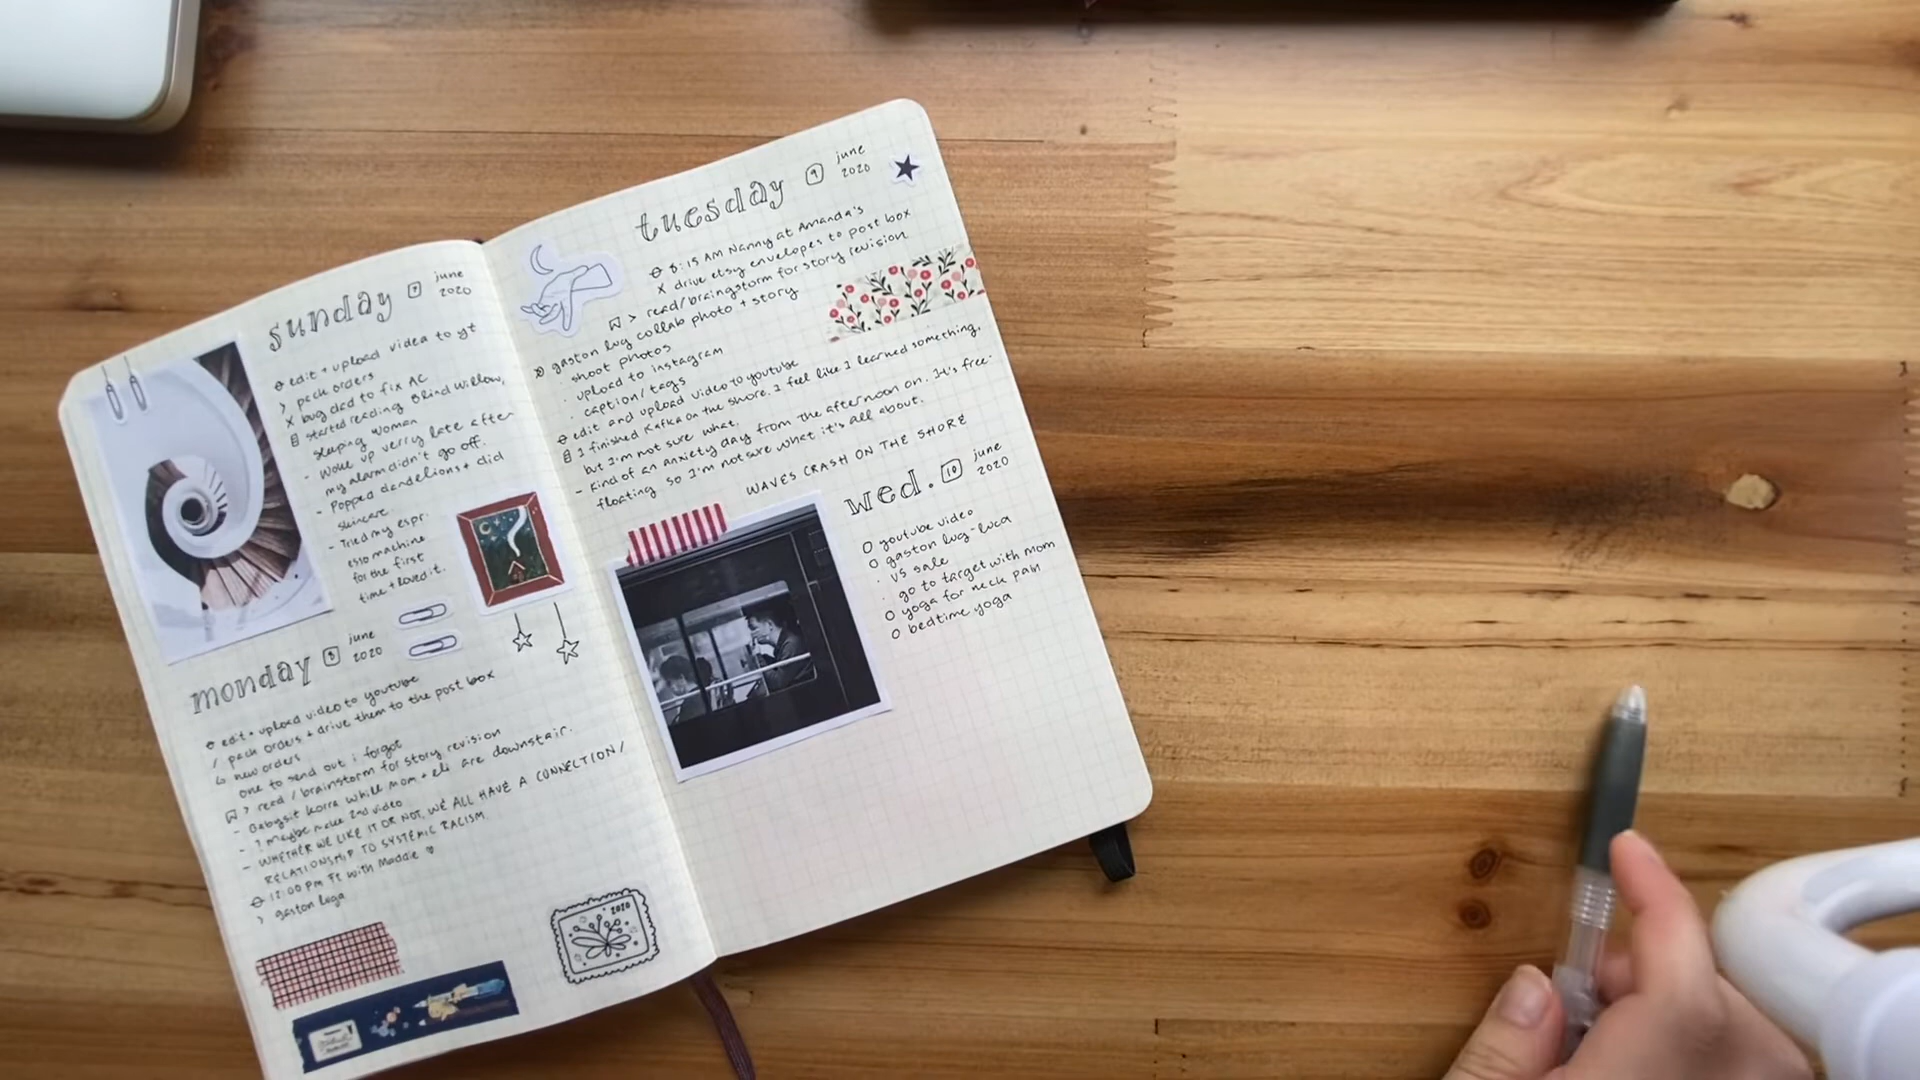 sunday 7 june
2020
⊖ edit + upload video to yt
> pack orders
X bug dad to fix AC
started reading Blind Willow,
sleeping woman
- Woke up verry late after
my alarm didn't go off.
- Popped dandelions + did
skincare.
- Tried my espr-
esso machine
for the first
time + loved it.
monday 8 june
2020
⊖ edit + upload video to youtube
/ pack orders + drive them to the post box
↳ new orders
one to send out i forgot
> read / brainstorm for story revision
- Babysit Korra while mom + eli are downstair.
- ? maybe make 2nd video
- WHETHER WE LIKE IT OR NOT, WE ALL HAVE A CONNECTION/
RELATIONSHIP TO SYSTEMIC RACISM.
⊖ 12:00 PM FT with Maddie ♡
> gaston luga
2020
tuesday 9 june
2020
⊖ 8:15 AM Nanny at Amanda's
X drive etsy envelopes to post box
> read/braingstorm for story revision
gaston lug collab photo + story
· shoot photos
· upload to instagram
· caption/tags
⊖ edit and upload video to youtube
I finished Kafka on the shore. I feel like I learned something,
but I'm not sure what.
- Kind of an anxiety day from the afternoon on. It's free-
floating so I'm not sure what it's all about.
WAVES CRASH ON THE SHORE
wed. 10 june
2020
O youtube video
O gaston lug-luca
· VS sale
· go to target with mom
O yoga for neck pain
O bedtime yoga